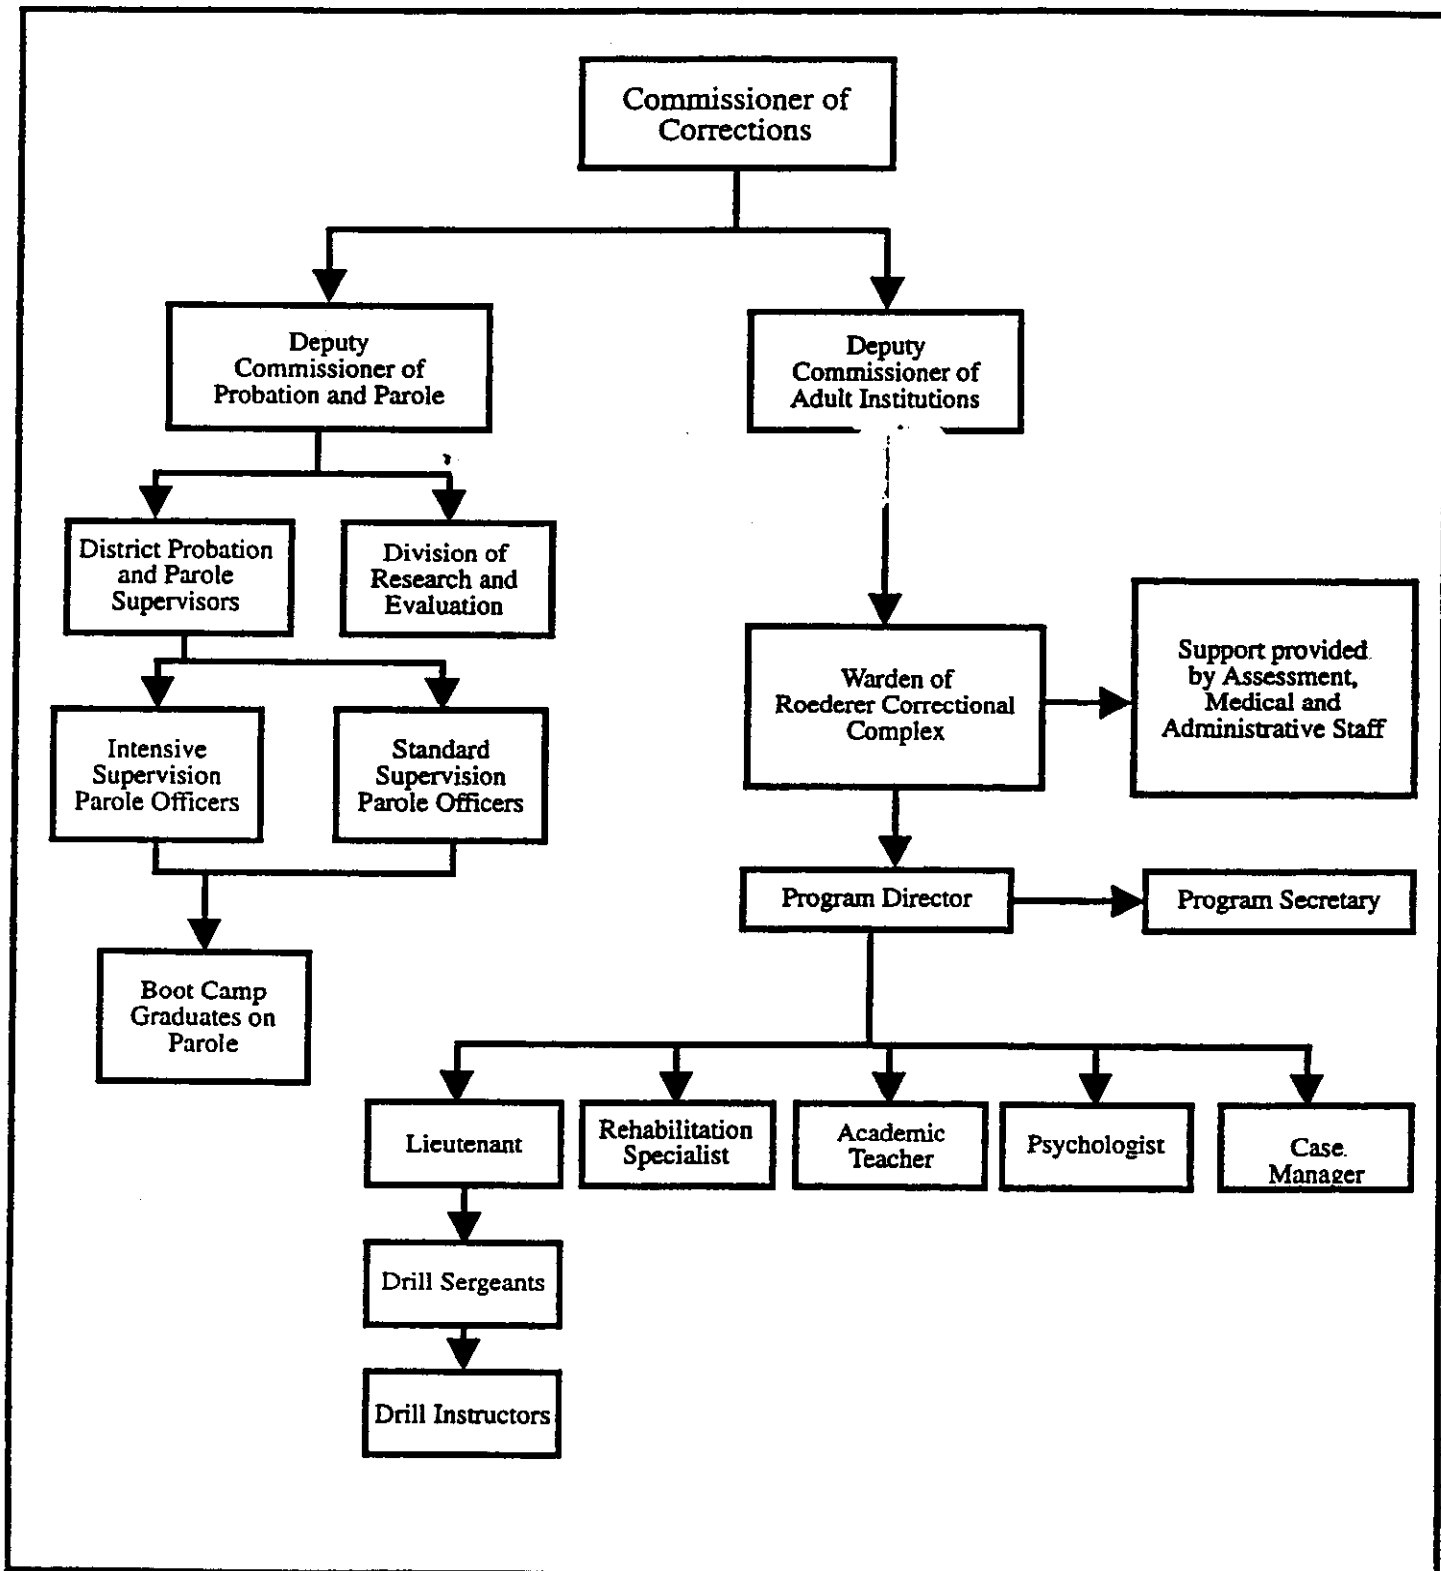 Commissioner of
Corrections
Deputy
Commissioner of
Probation and Parole
Deputy
Commissioner of
Adult Institutions
District Probation
and Parole
Supervisors
Division of
Research and
Evaluation
Warden of
Roederer Correctional
Complex
Support provided
by Assessment,
Medical and
Administrative Staff
Intensive
Supervision
Parole Officers
Standard
Supervision
Parole Officers
Program Director
Program Secretary
Boot Camp
Graduates on
Parole
Lieutenant
Rehabilitation
Specialist
Academic
Teacher
Psychologist
Case
Manager
Drill Sergeants
Drill Instructors